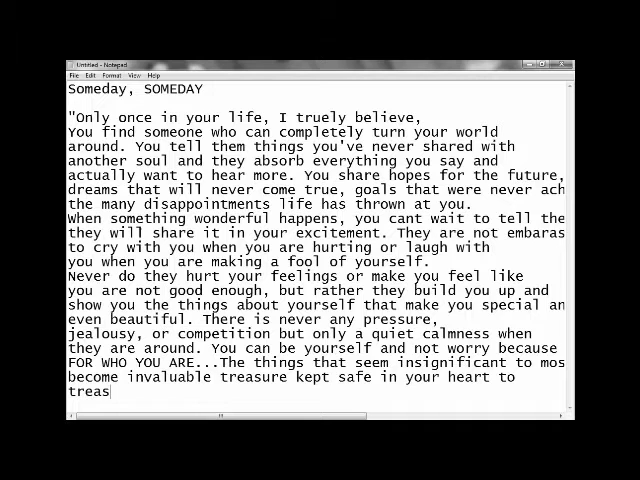 Untitled - Notepad
File Edit Format View Help
Someday, SOMEDAY
"Only once in your life, I truely believe,
You find someone who can completely turn your world
around. You tell them things you've never shared with
another soul and they absorb everything you say and
actually want to hear more. You share hopes for the future,
dreams that will never come true, goals that were never ach
the many disappointments life has thrown at you.
When something wonderful happens, you cant wait to tell the
they will share it in your excitement. They are not embaras
to cry with you when you are hurting or laugh with
you when you are making a fool of yourself.
Never do they hurt your feelings or make you feel like
you are not good enough, but rather they build you up and
show you the things about yourself that make you special an
even beautiful. There is never any pressure,
jealousy, or competition but only a quiet calmness when
they are around. You can be yourself and not worry because
FOR WHO YOU ARE...The things that seem insignificant to mos
become invaluable treasure kept safe in your heart to
treas